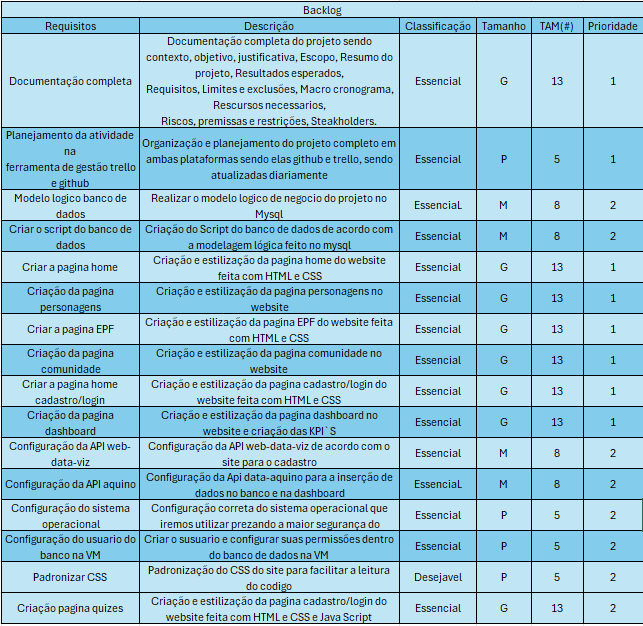 Backlog
Requisitos Descrição Classificação Tamanho TAM(#) Prioridade
Documentação completa
Documentação completa do projeto sendo
contexto, objetivo, justificativa, Escopo, Resumo do
projeto, Resultados esperados,
Requisitos, Limites e exclusões, Macro cronograma,
Rescursos necessarios,
Riscos, premissas e restrições, Steakholders.
Essencial G 13 1
Planejamento da atividade
na
ferramenta de gestão trello
e github
Organização e planejamento do projeto completo em
ambas plataformas sendo elas github e trello, sendo
atualizadas diariamente
Essencial P 5 1
Modelo logico banco de
dados
Realizar o modelo logico de negocio do projeto no
Mysql
EssenciaL M 8 2
Criar o script do banco de
dados
Criação do Script do banco de dados de acordo com
a modelagem lógica feito no mysql
Essencial M 8 2
Criar a pagina home
Criação e estilização da pagina home do website
feita com HTML e CSS
Essencial G 13 1
Criação da pagina
personagens
Criação e estilização da pagina personagens no
website
Essencial G 13 1
Criar a pagina EPF
Criação e estilização da pagina EPF do website feita
com HTML e CSS
Essencial G 13 1
Criação da pagina
comunidade
Criação e estilização da pagina comunidade no
website
Essencial G 13 1
Criar a pagina home
cadastro/login
Criação e estilização da pagina cadastro/login do
website feita com HTML e CSS
Essencial G 13 1
Criação da pagina
dashboard
Criação e estilização da pagina dashboard no
website e criação das KPI`S
Essencial G 13 1
Configuração da API web-
data-viz
Configuração da API web-data-viz de acordo com o
site para o cadastro
Essencial M 8 2
Configuração da API aquino
Configuração da Api data-aquino para a inserção de
dados no banco e na dashboard
EssenciaL M 8 2
Configuração do sistema
operacional
Configuração correta do sistema operacional que
iremos utilizar prezando a maior segurança do
Essencial P 5 2
Configuração do usuario do
banco na VM
Criar o susuario e configurar suas permissões dentro
do banco de dados na VM
Essencial P 5 2
Padronizar CSS
Padronização do CSS do site para facilitar a leitura
do codigo
Desejavel P 5 2
Criação pagina quizes
Criação e estilização da pagina cadastro/login do
website feita com HTML e CSS e Java Script
Essencial G 13 2